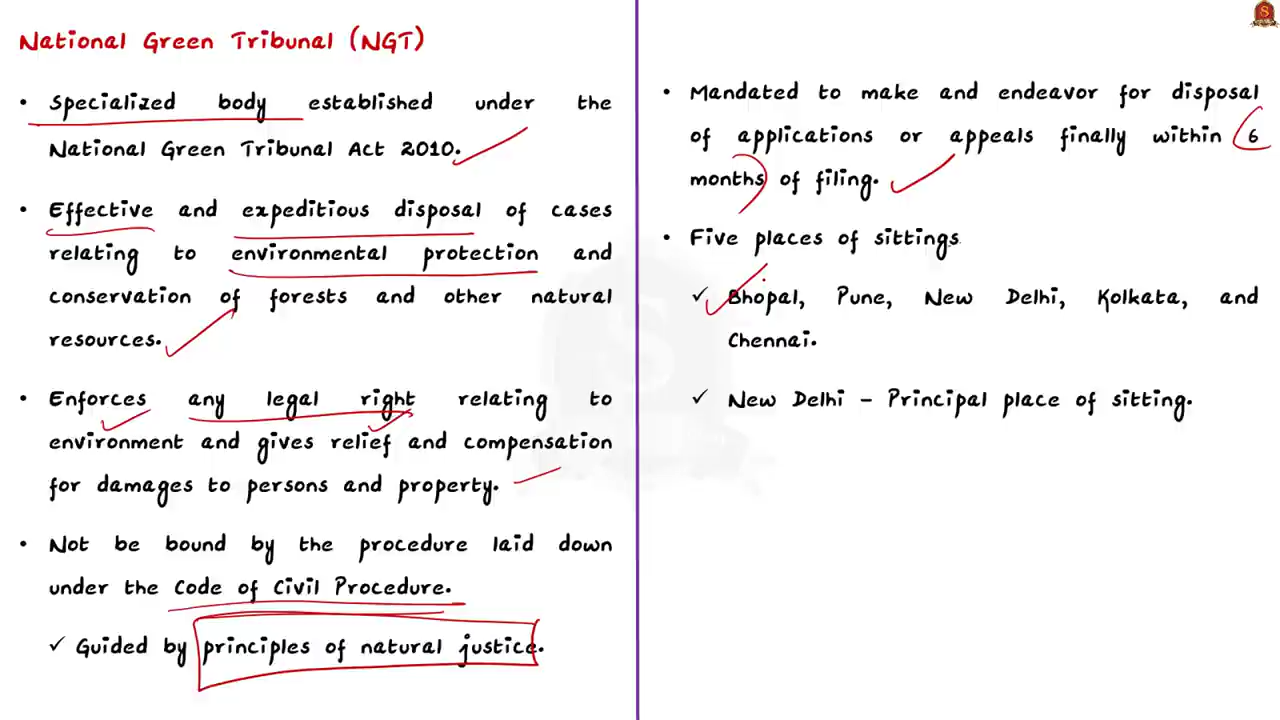 National Green Tribunal (NGT)
• Specialized body established under the
National Green Tribunal Act 2010.
• Effective and expeditious disposal of cases
relating to environmental protection and
conservation of forests and other natural
resources.
• Enforces any legal right relating to
environment and gives relief and compensation
for damages to persons and property.
• Not be bound by the procedure laid down
under the Code of Civil Procedure.
✓ Guided by principles of natural justice.
• Mandated to make and endeavor for disposal
of applications or appeals finally within 6
months of filing.
• Five places of sittings
✓ Bhopal, Pune, New Delhi, Kolkata, and
Chennai.
✓ New Delhi – Principal place of sitting.